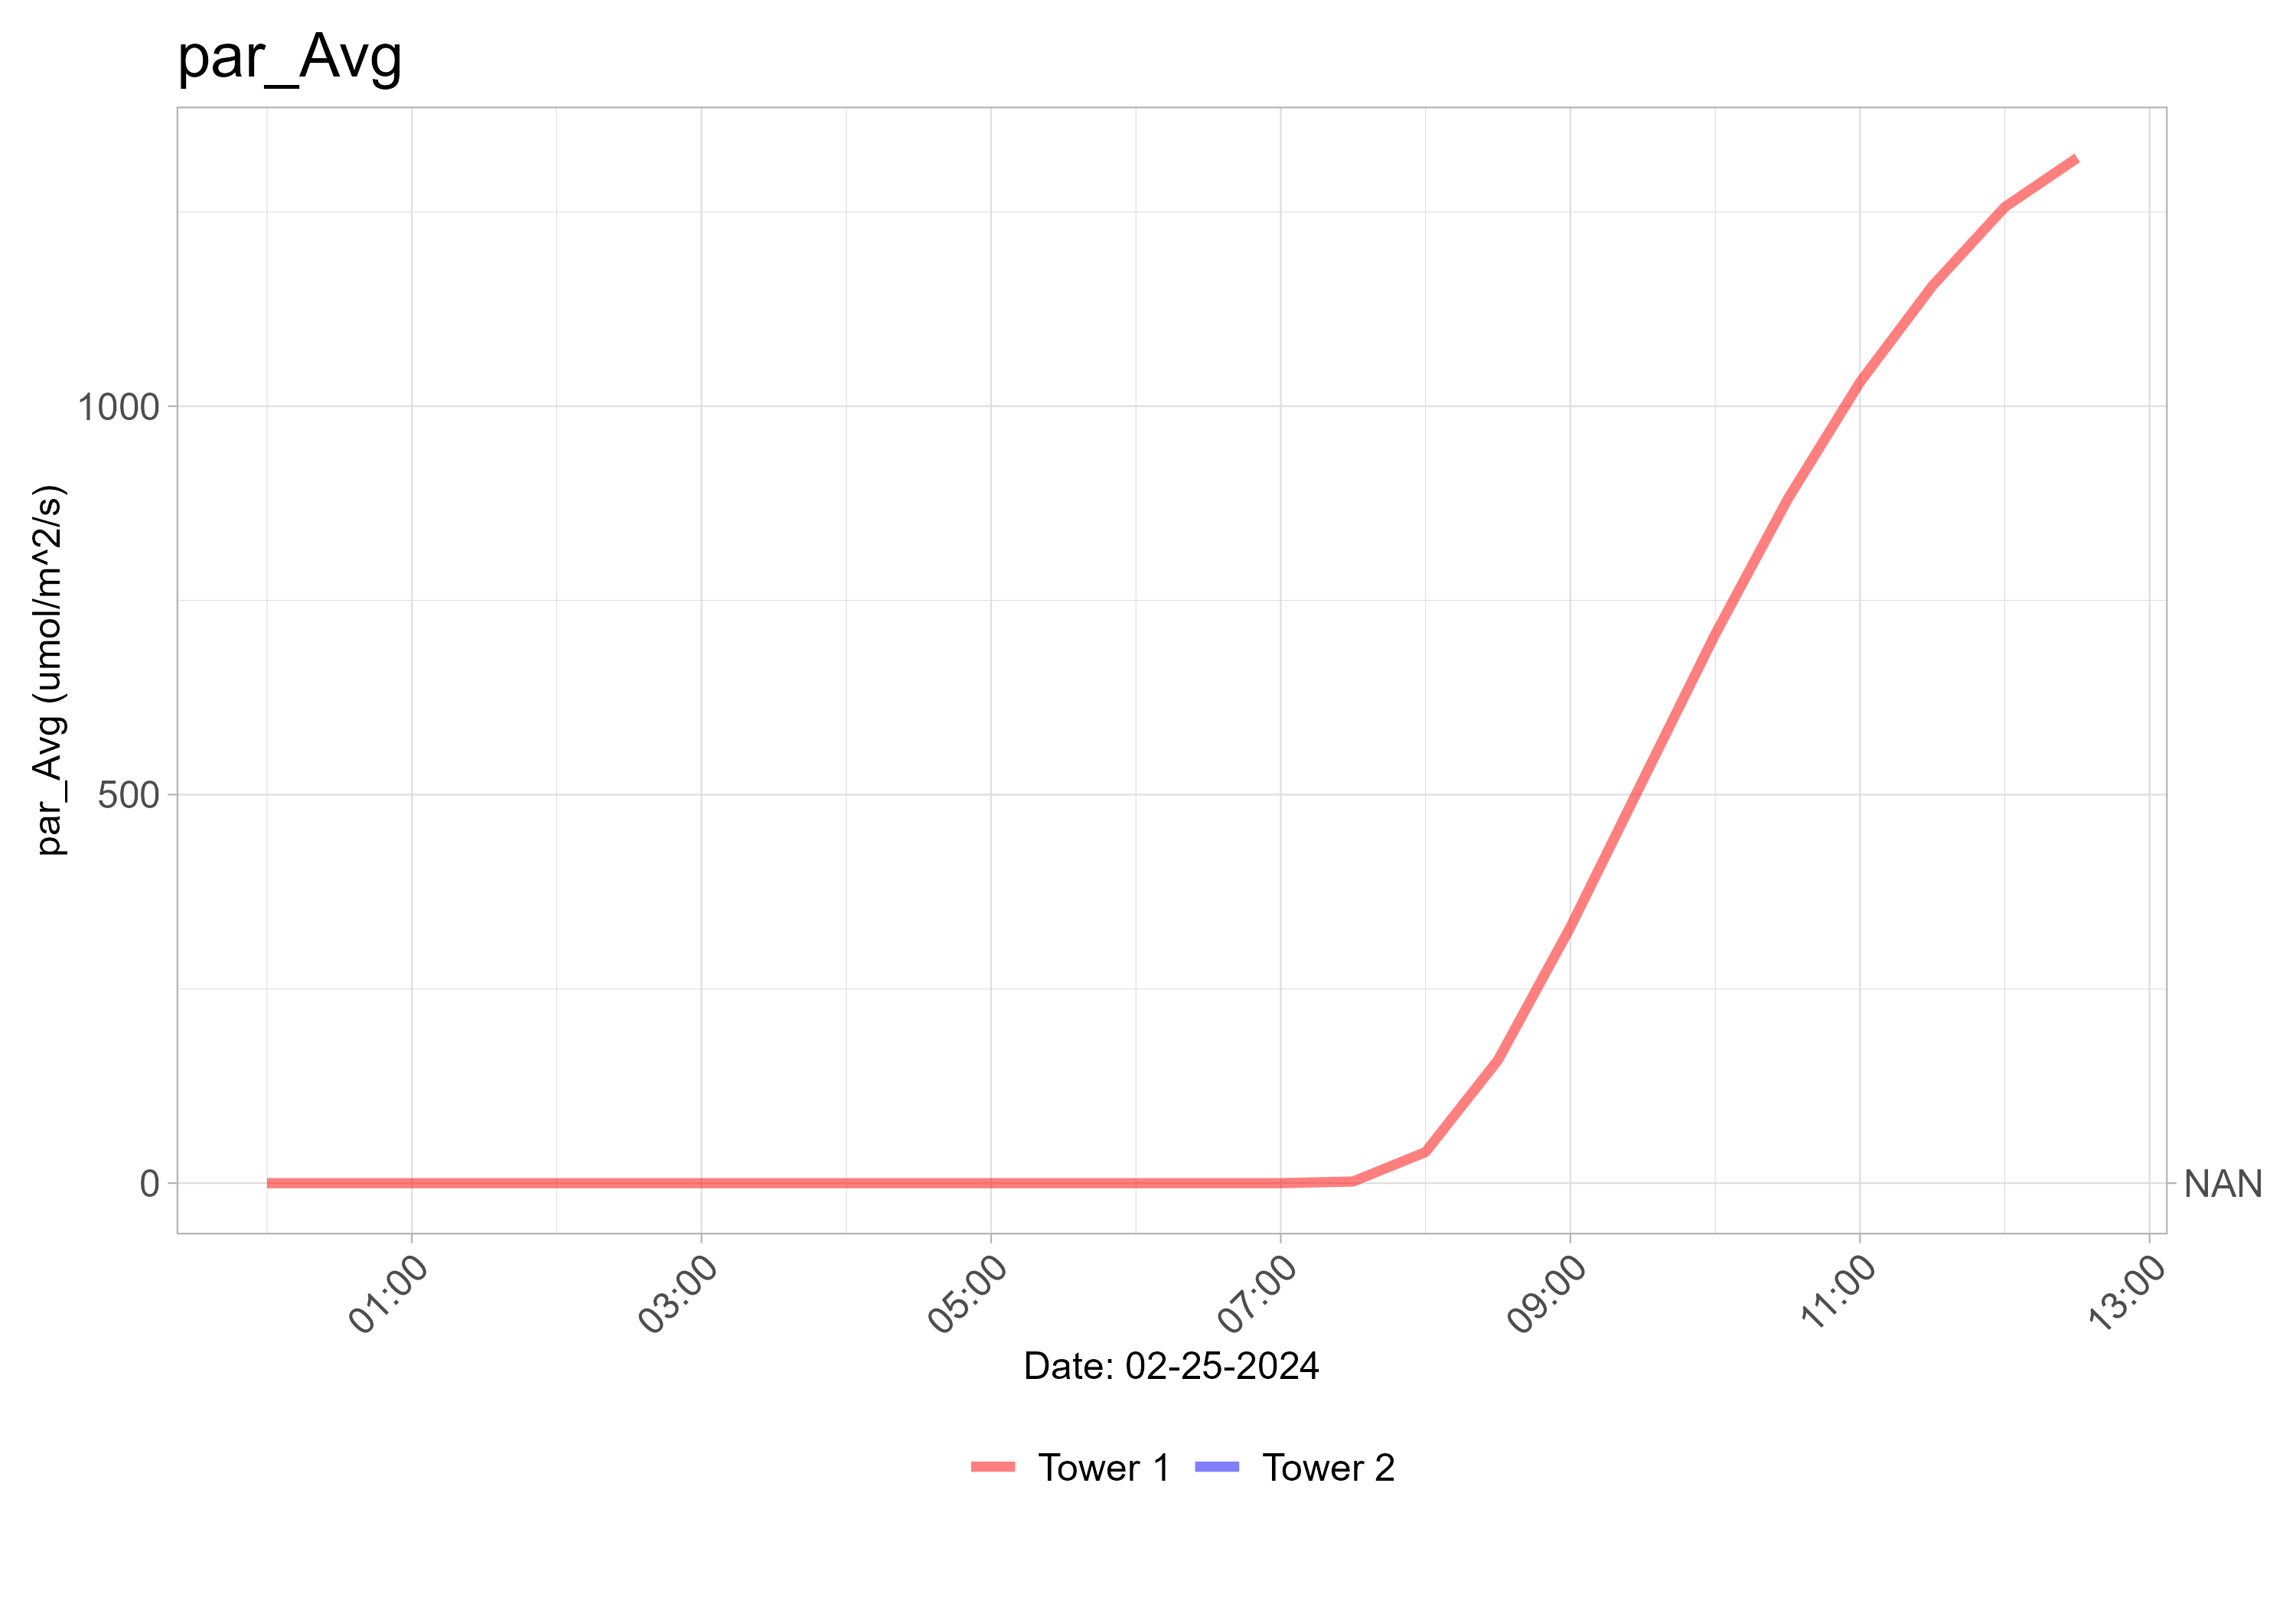 par_Avg
par_Avg (umol/m^2/s)
1000
500
0
NAN
01:00
03:00
05:00
07:00
09:00
11:00
13:00
Date: 02-25-2024
Tower 1
Tower 2